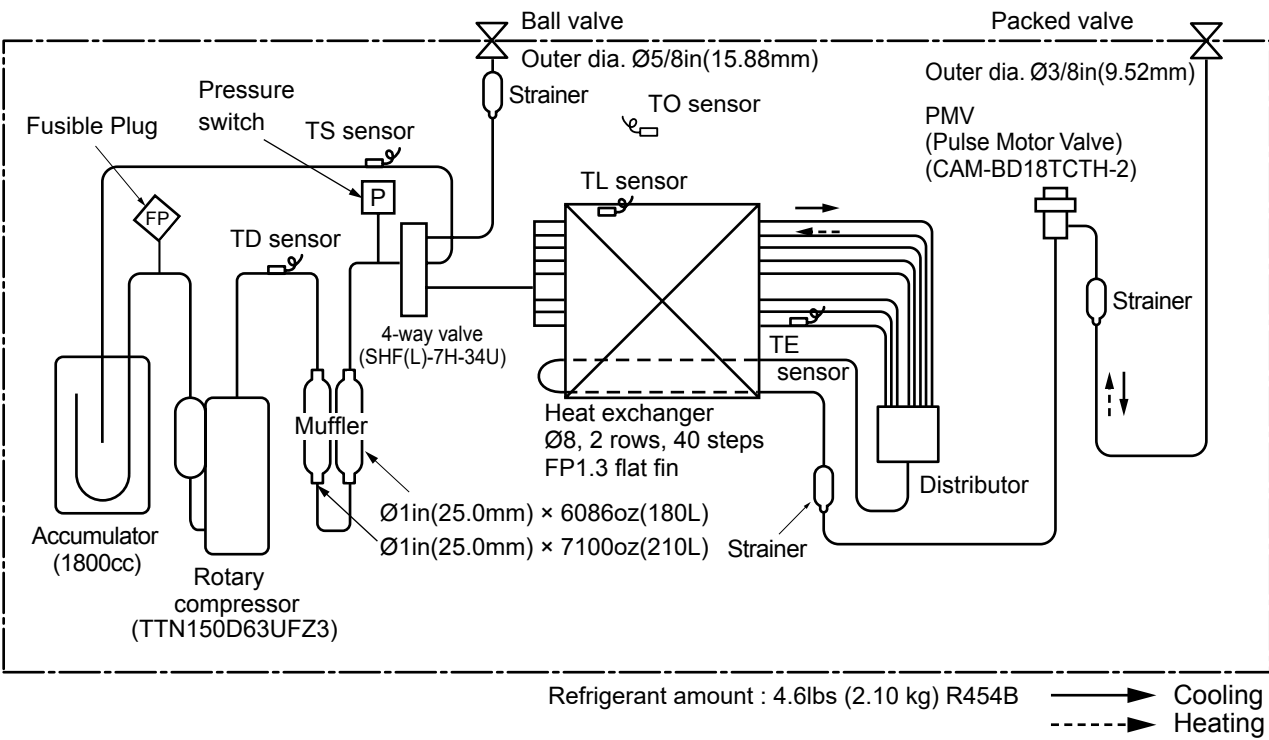 Ball valve
Packed valve
Outer dia. Ø5/8in(15.88mm)
Outer dia. Ø3/8in(9.52mm)
Strainer
Pressure
switch
TO sensor
PMV
(Pulse Motor Valve)
(CAM-BD18TCTH-2)
Fusible Plug
TS sensor
TL sensor
P
FP
TD sensor
Strainer
4-way valve
(SHF(L)-7H-34U)
TE
sensor
Muffler
Heat exchanger
Ø8, 2 rows, 40 steps
FP1.3 flat fin
Distributor
Ø1in(25.0mm) × 6086oz(180L)
Ø1in(25.0mm) × 7100oz(210L)
Strainer
Accumulator
(1800cc)
Rotary
compressor
(TTN150D63UFZ3)
Refrigerant amount : 4.6lbs (2.10 kg) R454B
Cooling
Heating